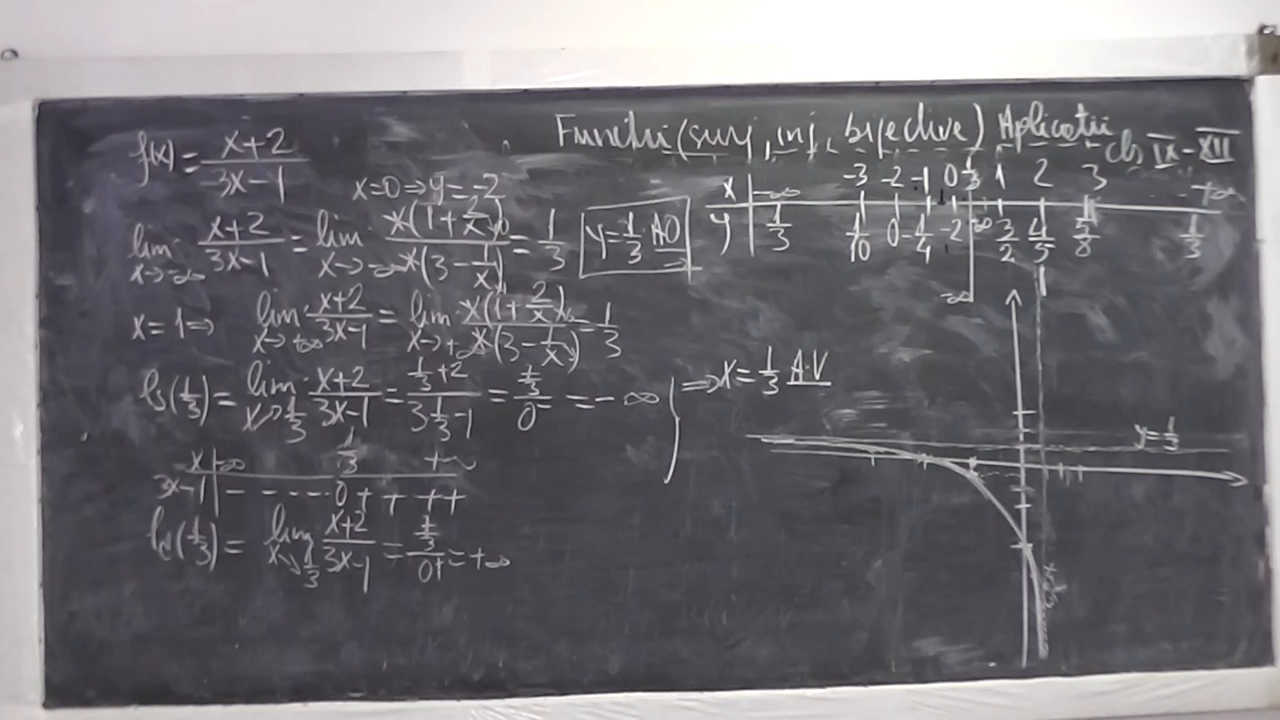 Funcții (surj, inj, bijective) Aplicații cls IX-XII
f(x) = (x+2)/(3x-1)
x=0 ⇒ y=-2
lim x→-∞ (x+2)/(3x-1) = lim x→-∞ x(1+2/x)/x(3-1/x) = 1/3
y=1/3 AO
x=1⇒ lim x→+∞ (x+2)/(3x-1) = lim x→+∞ x(1+2/x)/x(3-1/x) = 1/3
ls(1/3) = lim x↗1/3 (x+2)/(3x-1) = (1/3+2)/(3·1/3-1) = (7/3)/0- = -∞
⇒ x=1/3 A.V
x -∞ 1/3 +∞
3x-1 - - - - - 0 + + + +
ld(1/3) = lim x↘1/3 (x+2)/(3x-1) = (7/3)/0+ = +∞
x -∞ -3 -2 -1 0 1/3 1 2 3 +∞
y 1/3 1/10 0 -1/4 -2 -∞ +∞ 3/2 4/5 5/8 1/3
y=1/3